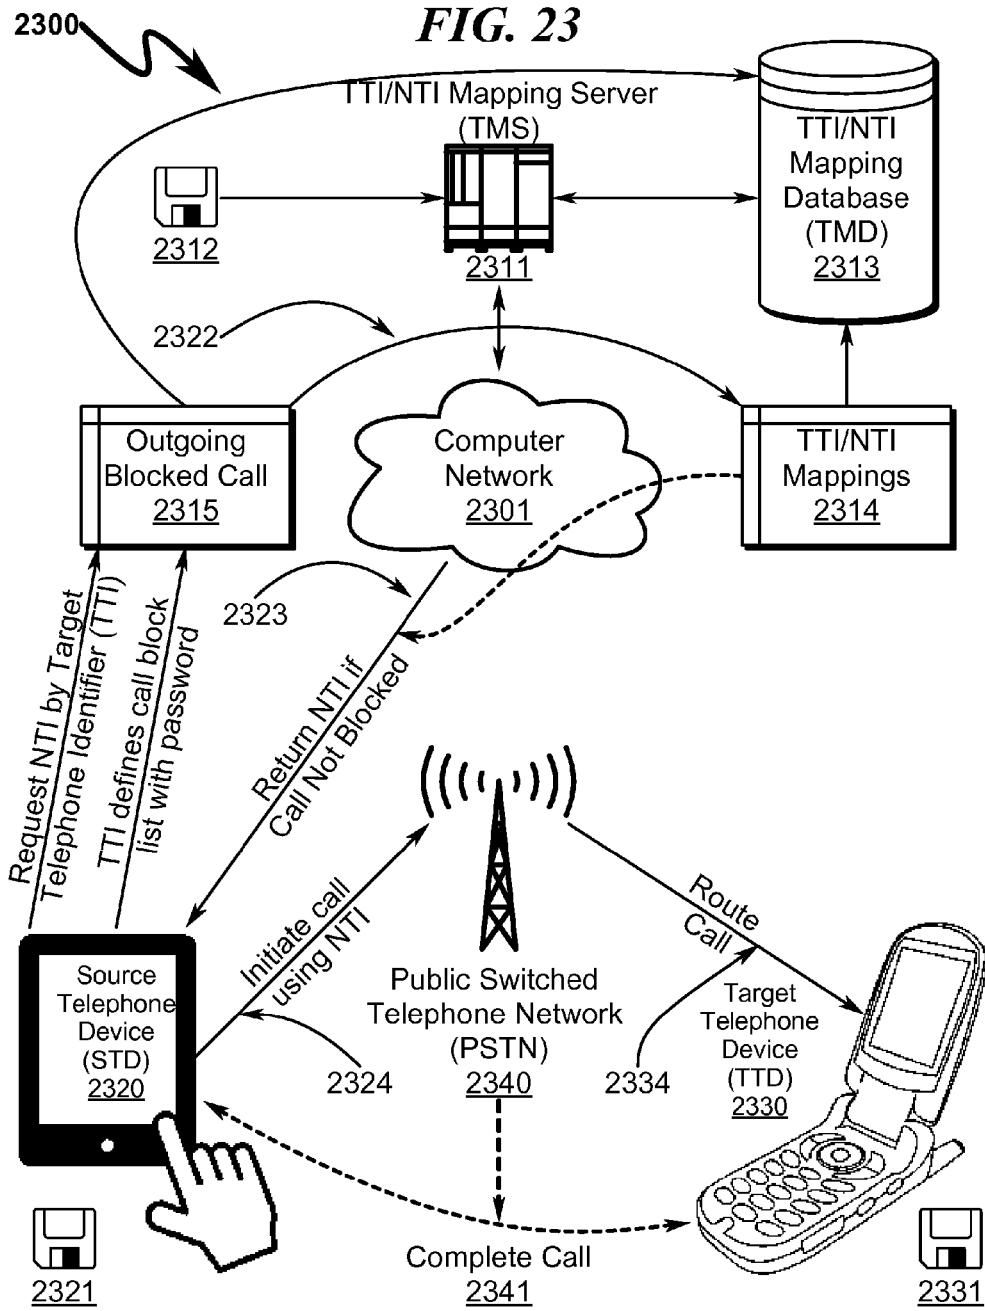 2300
FIG. 23
TTI/NTI Mapping Server
(TMS)
TTI/NTI
Mapping
Database
(TMD)
2313
2312
2311
2322
Outgoing
Blocked Call
2315
Computer
Network
2301
TTI/NTI
Mappings
2314
2323
Request NTI by Target
Telephone Identifier (TTI)
TTI defines call block
list with password
Return NTI if
Call Not Blocked
Initiate call
using NTI
Route
Call
Source
Telephone
Device
(STD)
2320
Public Switched
Telephone Network
(PSTN)
2340
2324
2334
Target
Telephone
Device
(TTD)
2330
Complete Call
2341
2321
2331